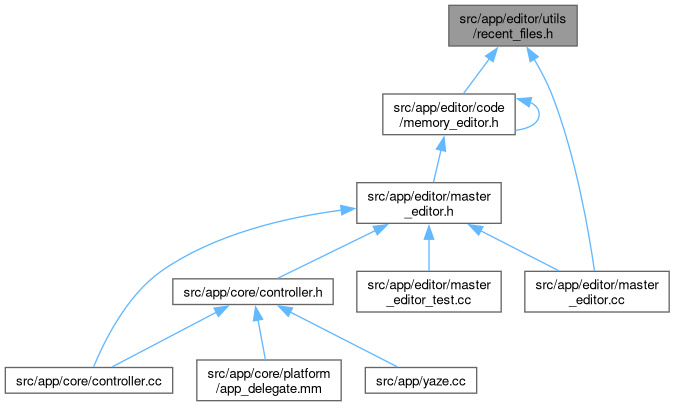 src/app/editor/utils
/recent_files.h
src/app/editor/code
/memory_editor.h
src/app/editor/master
_editor.h
src/app/core/controller.h
src/app/editor/master
_editor_test.cc
src/app/editor/master
_editor.cc
src/app/core/controller.cc
src/app/core/platform
/app_delegate.mm
src/app/yaze.cc